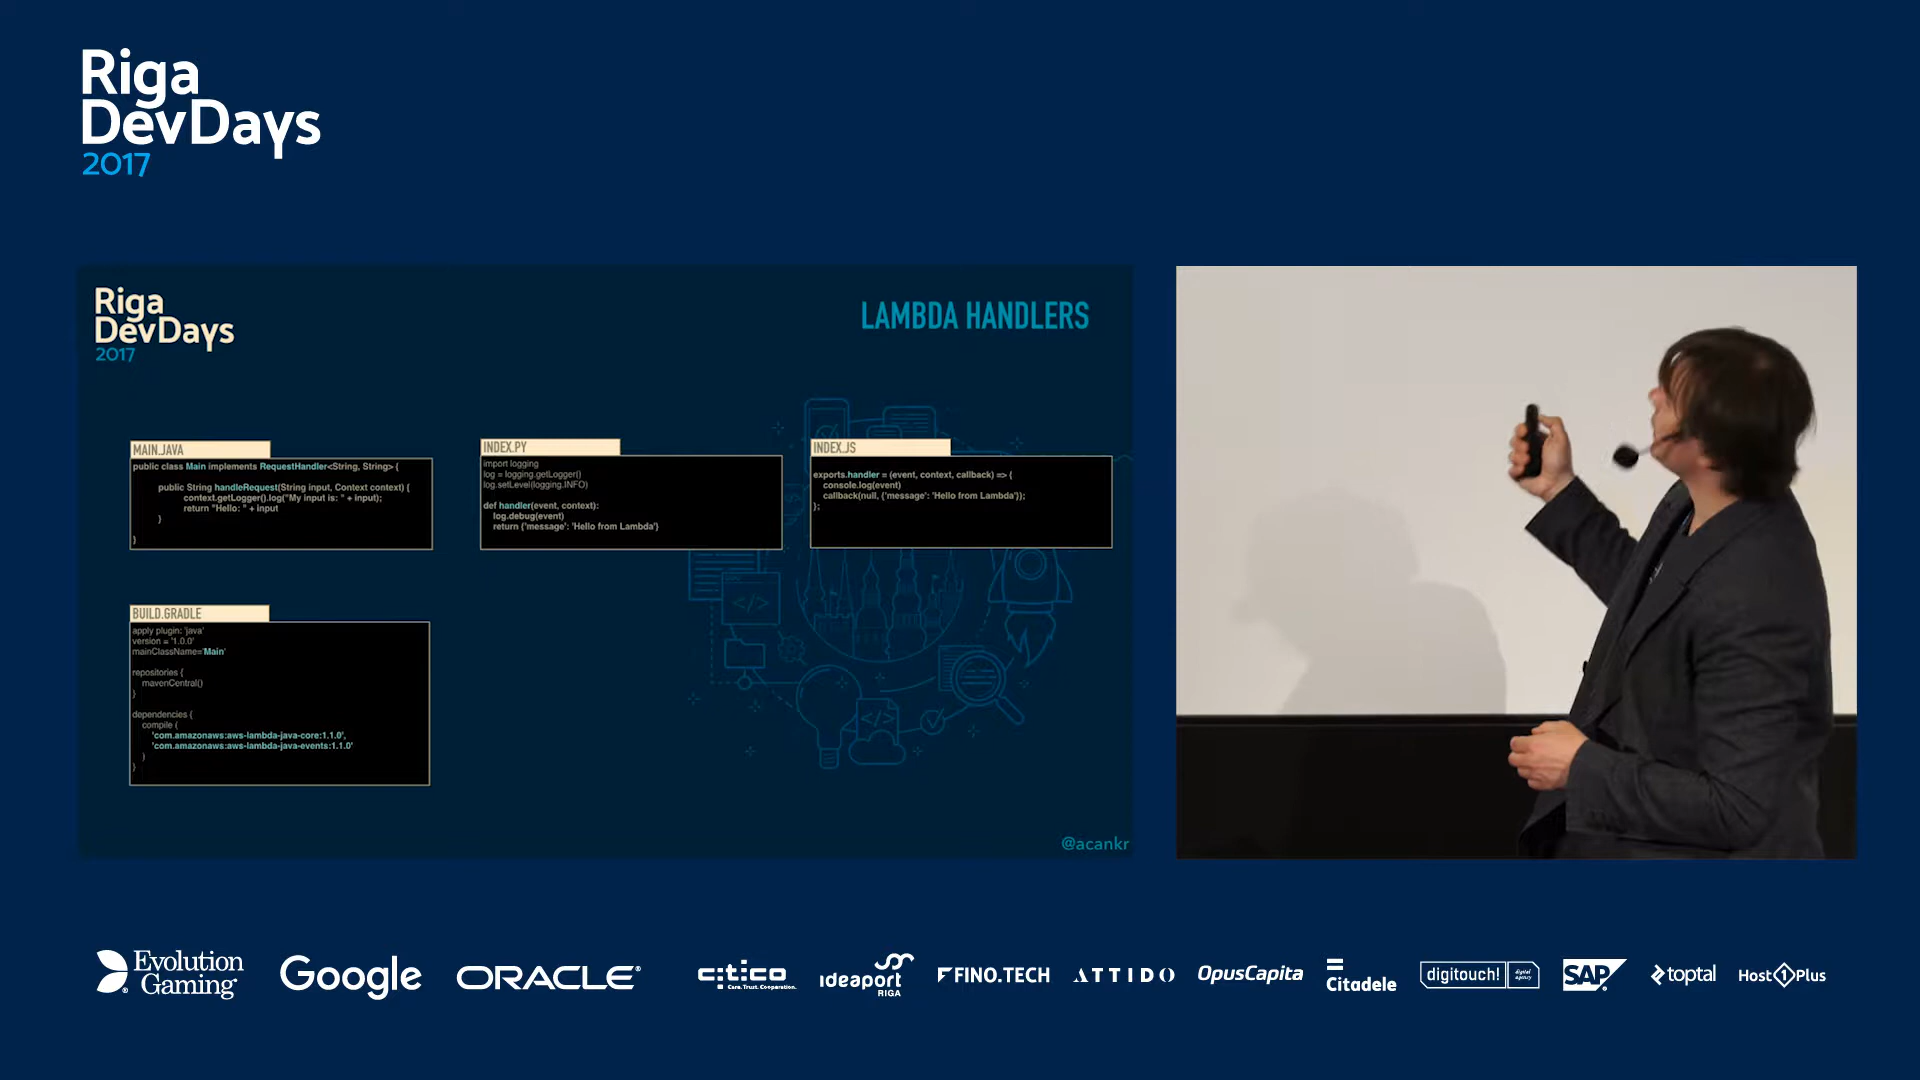 Riga
DevDays
2017
Riga
DevDays
2017
LAMBDA HANDLERS
MAIN.JAVA
public class Main implements RequestHandler<String, String> {
public String handleRequest(String input, Context context) {
context.getLogger().log("My input is: " + input);
return "Hello: " + input
}
}
INDEX.PY
import logging
log = logging.getLogger()
log.setLevel(logging.INFO)
def handler(event, context):
log.debug(event)
return {'message': 'Hello from Lambda'}
INDEX.JS
exports.handler = (event, context, callback) => {
console.log(event)
callback(null, {'message': 'Hello from Lambda'});
};
BUILD.GRADLE
apply plugin: 'java'
version = '1.0.0'
mainClassName='Main'
repositories {
mavenCentral()
}
dependencies {
compile (
'com.amazonaws:aws-lambda-java-core:1.1.0',
'com.amazonaws:aws-lambda-java-events:1.1.0'
)
}
</>
</>
@acankr
Evolution
Gaming
Google
ORACLE
citico
Care. Trust. Cooperation.
ideaport
RIGA
FINO.TECH
ATTIDO
OpusCapita
Citadele
digitouch! digital agency
SAP
toptal
Host1Plus